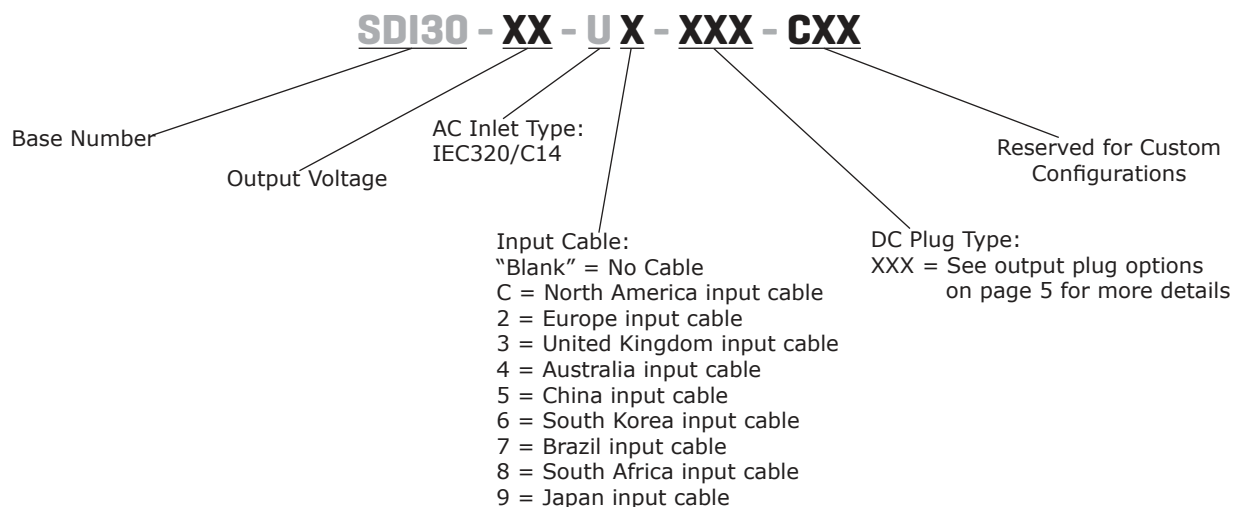 SDI30 - XX - U X - XXX - CXX
Base Number
Output Voltage
AC Inlet Type:
IEC320/C14
Input Cable:
“Blank” = No Cable
C = North America input cable
2 = Europe input cable
3 = United Kingdom input cable
4 = Australia input cable
5 = China input cable
6 = South Korea input cable
7 = Brazil input cable
8 = South Africa input cable
9 = Japan input cable
DC Plug Type:
XXX = See output plug options
on page 5 for more details
Reserved for Custom
Configurations